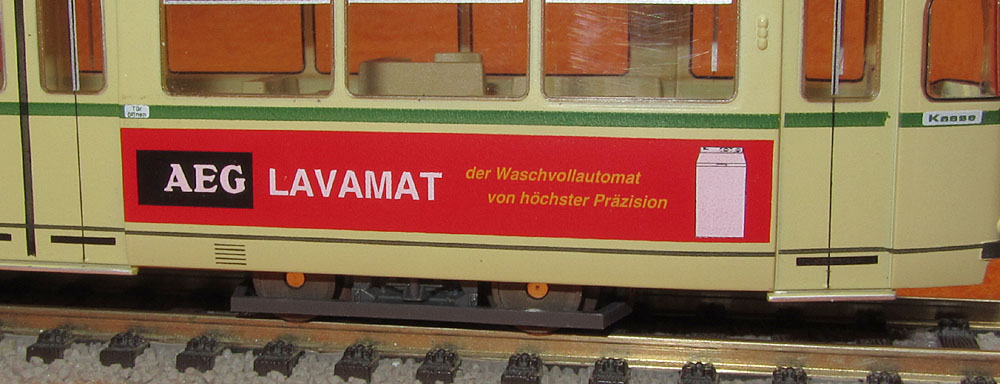 Tür
öffnen
Kasse
AEG LAVAMAT
der Waschvollautomat
von höchster Präzision